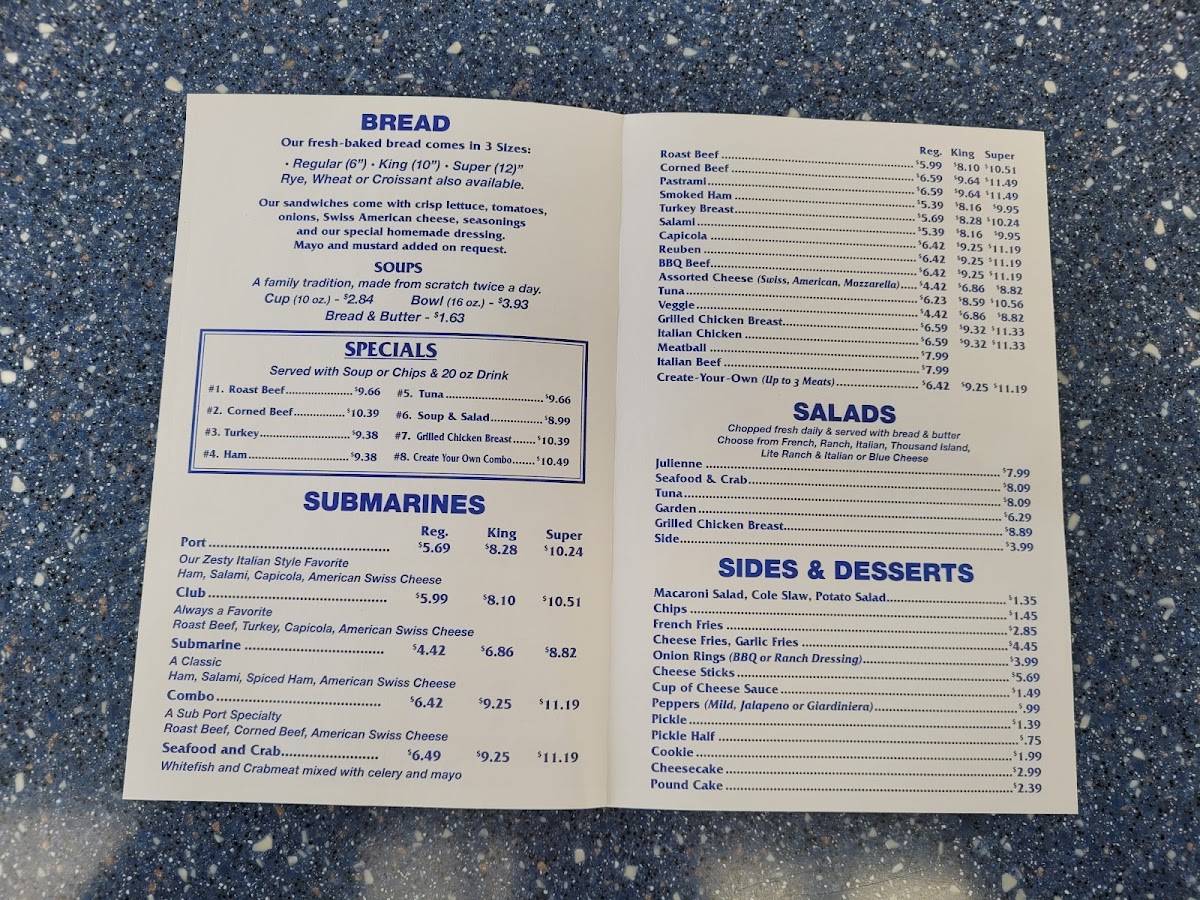 BREAD
Our fresh-baked bread comes in 3 Sizes:
• Regular (6”) • King (10”) • Super (12)”
Rye, Wheat or Croissant also available.
Our sandwiches come with crisp lettuce, tomatoes,
onions, Swiss American cheese, seasonings
and our special homemade dressing.
Mayo and mustard added on request.
SOUPS
A family tradition, made from scratch twice a day.
Cup (10 oz.) - $2.84 Bowl (16 oz.) - $3.93
Bread & Butter - $1.63
SPECIALS
Served with Soup or Chips & 20 oz Drink
#1. Roast Beef $9.66 #5. Tuna $9.66
#2. Corned Beef $10.39 #6. Soup & Salad $8.99
#3. Turkey $9.38 #7. Grilled Chicken Breast $10.39
#4. Ham $9.38 #8. Create Your Own Combo $10.49
SUBMARINES
Reg. King Super
Port $5.69 $8.28 $10.24
Our Zesty Italian Style Favorite
Ham, Salami, Capicola, American Swiss Cheese
Club $5.99 $8.10 $10.51
Always a Favorite
Roast Beef, Turkey, Capicola, American Swiss Cheese
Submarine $4.42 $6.86 $8.82
A Classic
Ham, Salami, Spiced Ham, American Swiss Cheese
Combo $6.42 $9.25 $11.19
A Sub Port Specialty
Roast Beef, Corned Beef, American Swiss Cheese
Seafood and Crab $6.49 $9.25 $11.19
Whitefish and Crabmeat mixed with celery and mayo
Reg. King Super
Roast Beef $5.99 $8.10 $10.51
Corned Beef $6.59 $9.64 $11.49
Pastrami $6.59 $9.64 $11.49
Smoked Ham $5.39 $8.16 $9.95
Turkey Breast $5.69 $8.28 $10.24
Salami $5.39 $8.16 $9.95
Capicola $6.42 $9.25 $11.19
Reuben $6.42 $9.25 $11.19
BBQ Beef $6.42 $9.25 $11.19
Assorted Cheese (Swiss, American, Mozzarella) $4.42 $6.86 $8.82
Tuna $6.23 $8.59 $10.56
Veggie $4.42 $6.86 $8.82
Grilled Chicken Breast $6.59 $9.32 $11.33
Italian Chicken $6.59 $9.32 $11.33
Meatball $7.99
Italian Beef $7.99
Create-Your-Own (Up to 3 Meats) $6.42 $9.25 $11.19
SALADS
Chopped fresh daily & served with bread & butter
Choose from French, Ranch, Italian, Thousand Island,
Lite Ranch & Italian or Blue Cheese
Julienne $7.99
Seafood & Crab $8.09
Tuna $8.09
Garden $6.29
Grilled Chicken Breast $8.89
Side $3.99
SIDES & DESSERTS
Macaroni Salad, Cole Slaw, Potato Salad $1.35
Chips $1.45
French Fries $2.85
Cheese Fries, Garlic Fries $4.45
Onion Rings (BBQ or Ranch Dressing) $3.99
Cheese Sticks $5.69
Cup of Cheese Sauce $1.49
Peppers (Mild, Jalapeno or Giardiniera) $.99
Pickle $1.39
Pickle Half $.75
Cookie $1.99
Cheesecake $2.99
Pound Cake $2.39